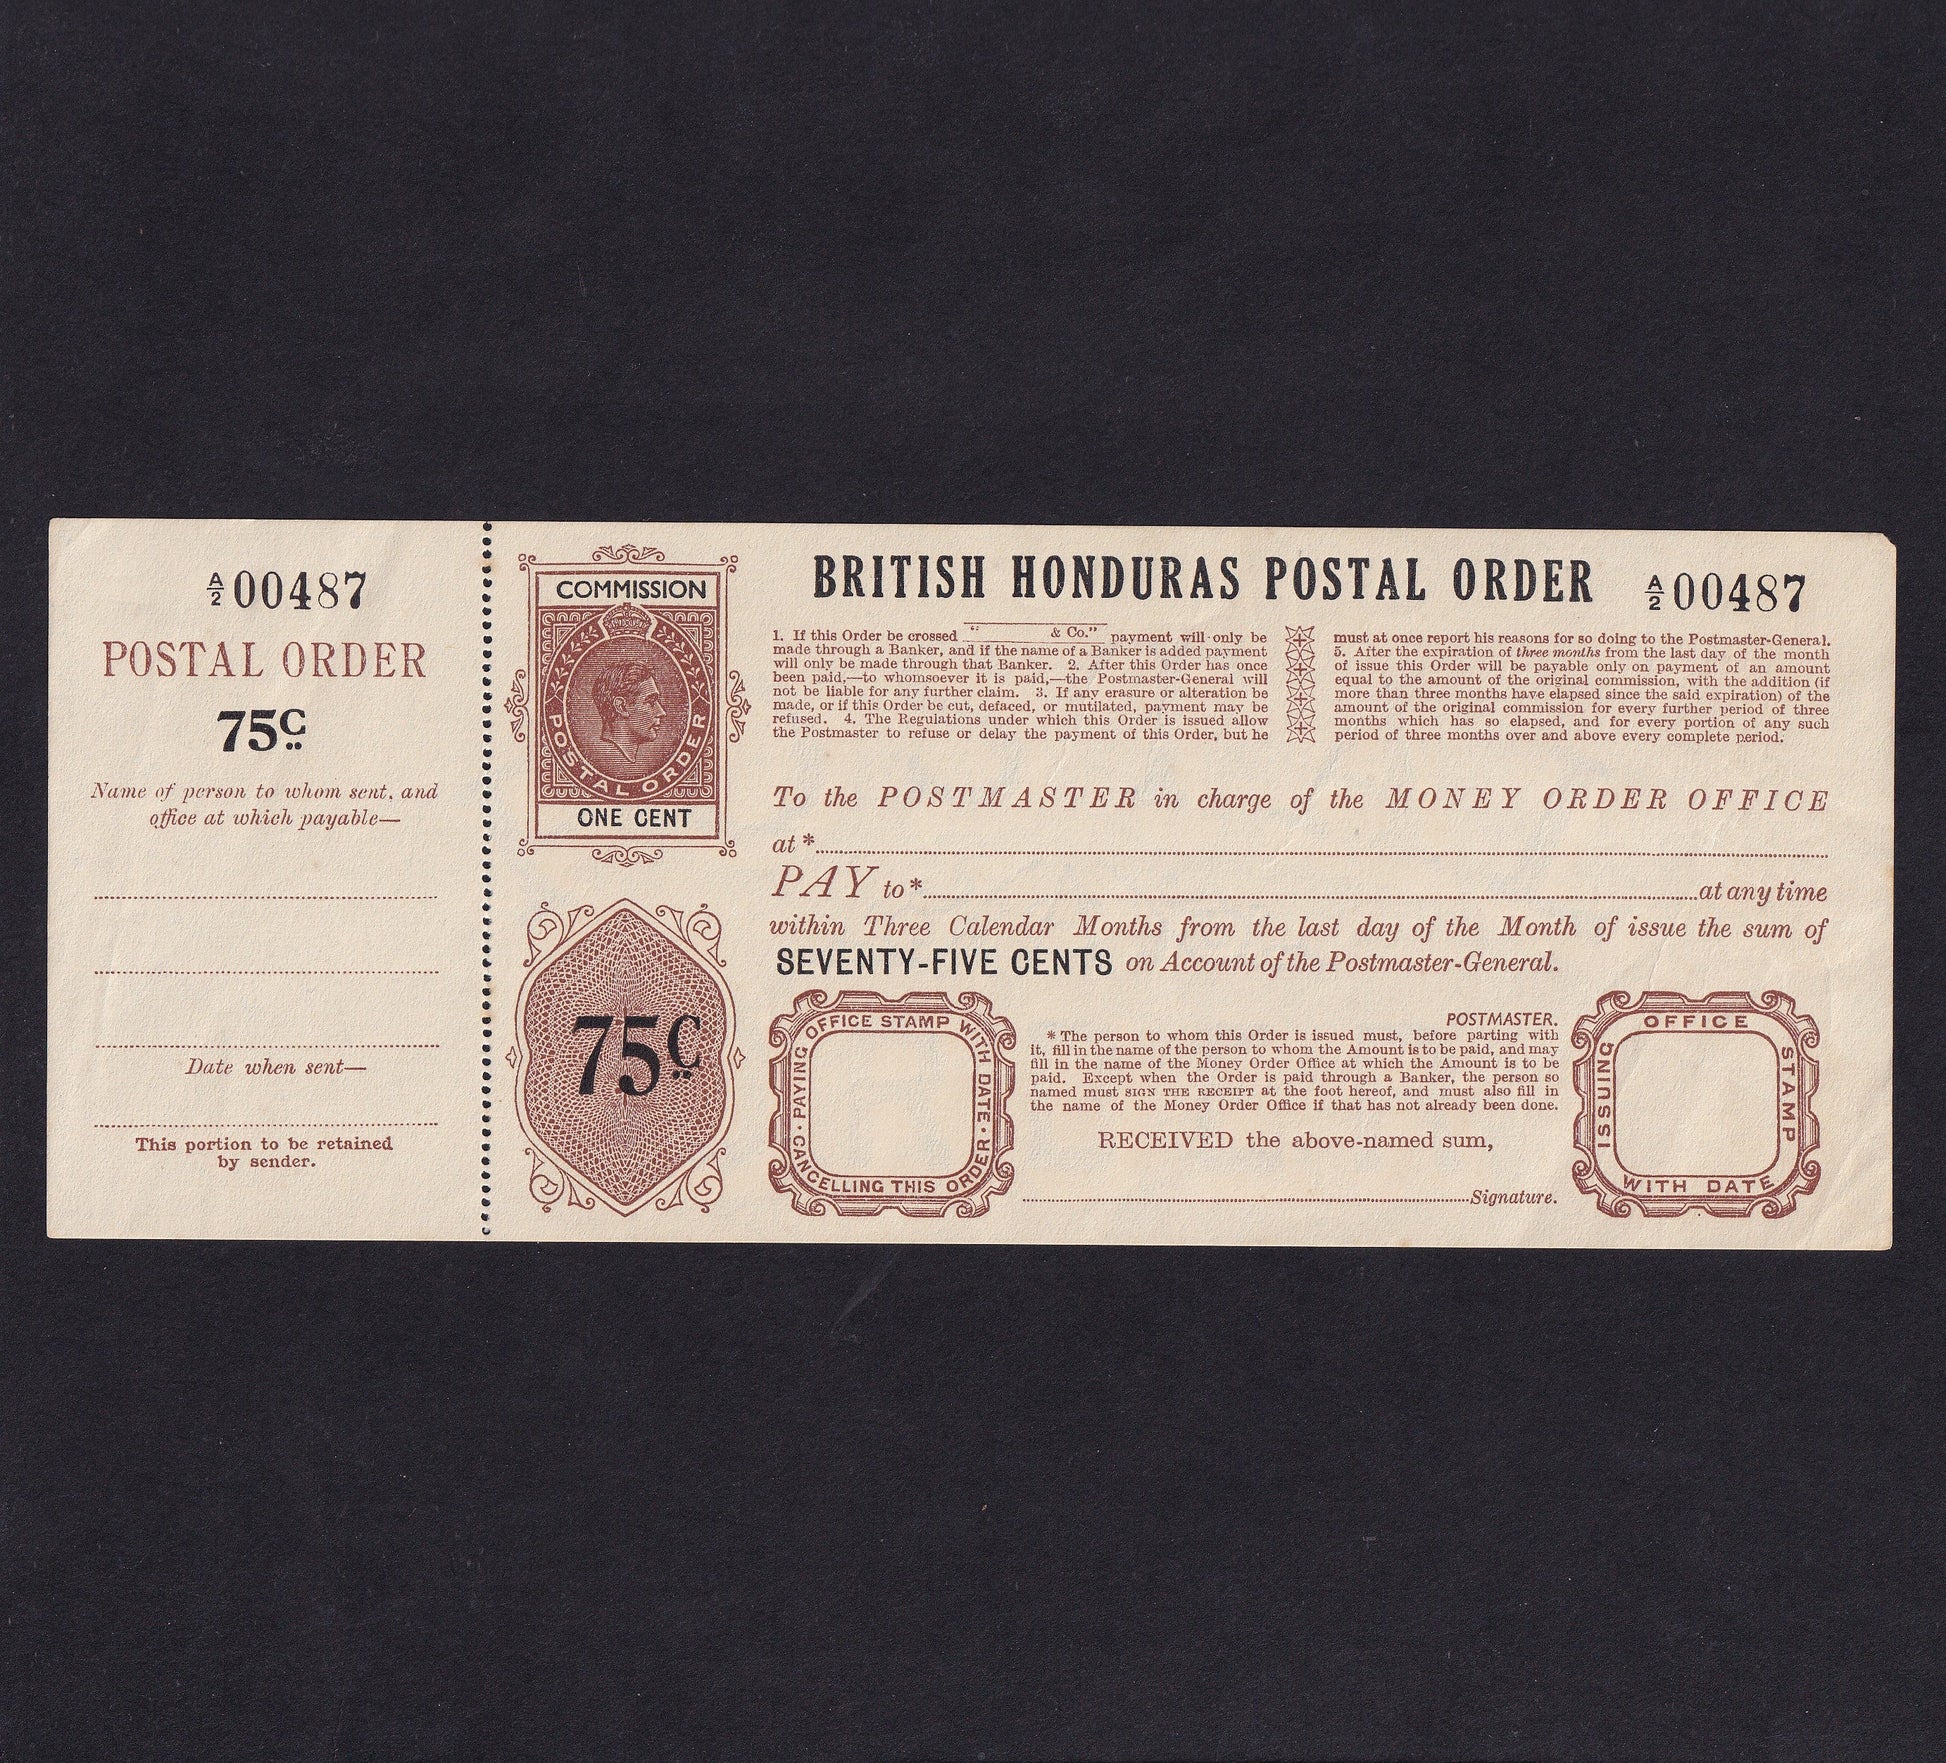 A/2 00487
POSTAL ORDER
75c
Name of person to whom sent, and
office at which payable—
Date when sent—
This portion to be retained
by sender.
COMMISSION
POSTAL ORDER
ONE CENT
75c
BRITISH HONDURAS POSTAL ORDER
A/2 00487
1. If this Order be crossed “ & Co.” payment will only be
made through a Banker, and if the name of a Banker is added payment
will only be made through that Banker. 2. After this Order has once
been paid,—to whomsoever it is paid,—the Postmaster-General will
not be liable for any further claim. 3. If any erasure or alteration be
made, or if this Order be cut, defaced, or mutilated, payment may be
refused. 4. The Regulations under which this Order is issued allow
the Postmaster to refuse or delay the payment of this Order, but he
must at once report his reasons for so doing to the Postmaster-General.
5. After the expiration of three months from the last day of the month
of issue this Order will be payable only on payment of an amount
equal to the amount of the original commission, with the addition (if
more than three months have elapsed since the said expiration) of the
amount of the original commission for every further period of three
months which has so elapsed, and for every portion of any such
period of three months over and above every complete period.
To the POSTMASTER in charge of the MONEY ORDER OFFICE
at *
PAY to * at any time
within Three Calendar Months from the last day of the Month of issue the sum of
SEVENTY-FIVE CENTS on Account of the Postmaster-General.
OFFICE STAMP WITH DATE · PAYING OR CANCELLING THIS ORDER ·
POSTMASTER.
* The person to whom this Order is issued must, before parting with
it, fill in the name of the person to whom the Amount is to be paid, and may
fill in the name of the Money Order Office at which the Amount is to be
paid. Except when the Order is paid through a Banker, the person so
named must SIGN THE RECEIPT at the foot hereof, and must also fill in
the name of the Money Order Office if that has not already been done.
RECEIVED the above-named sum,
Signature.
ISSUING OFFICE STAMP WITH DATE